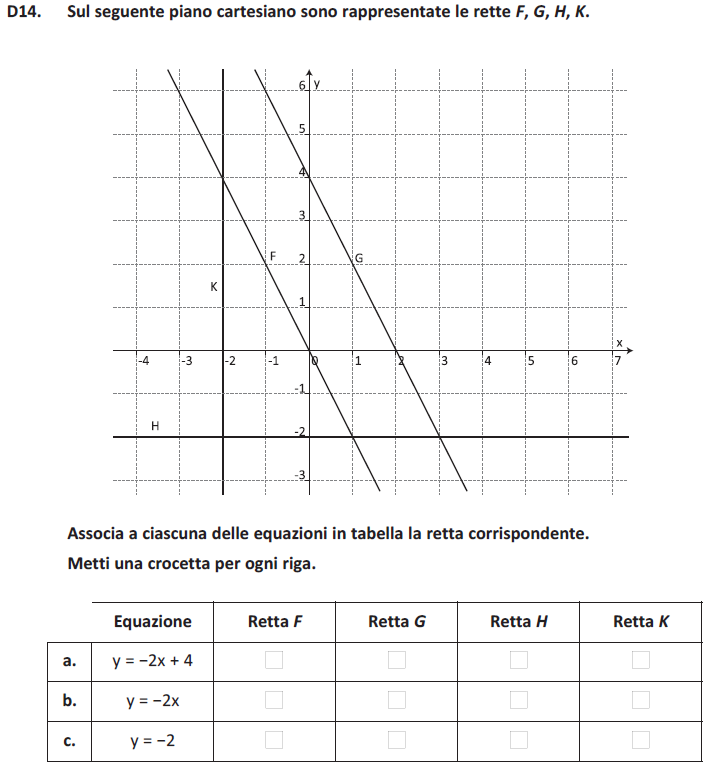 D14. Sul seguente piano cartesiano sono rappresentate le rette F, G, H, K.
6 y
5
4
3
F 2 G
K
1
x
-4 -3 -2 -1 0 1 2 3 4 5 6 7
-1
H -2
-3
Associa a ciascuna delle equazioni in tabella la retta corrispondente.
Metti una crocetta per ogni riga.
Equazione Retta F Retta G Retta H Retta K
a. y = −2x + 4
b. y = −2x
c. y = −2